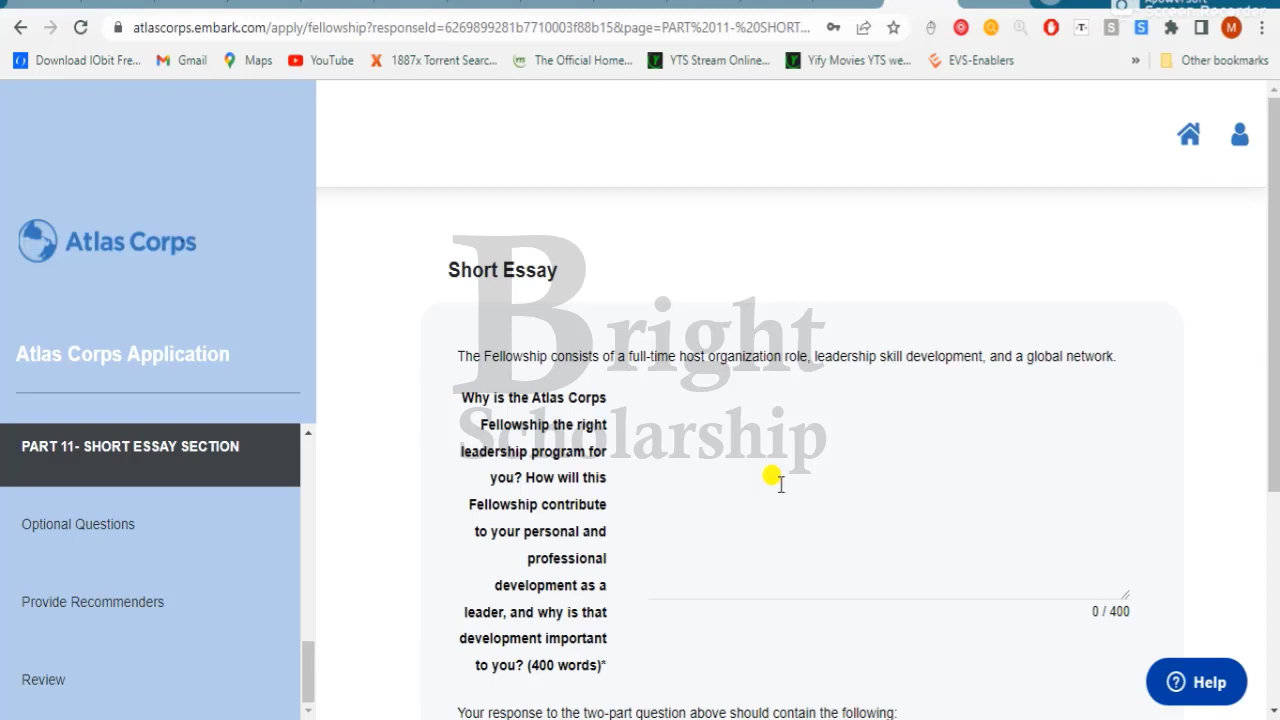 Apowersoft
Screen Recorder
atlascorps.embark.com/apply/fellowship?responseId=6269899281b7710003f88b15&page=PART%2011-%20SHORT...
M
Download IObit Fre...
Gmail
Maps
YouTube
1887x Torrent Searc...
The Official Home...
YTS Stream Online...
Yify Movies YTS we...
EVS-Enablers
»
Other bookmarks
Atlas Corps
Short Essay
Bright
Scholarship
Atlas Corps Application
The Fellowship consists of a full-time host organization role, leadership skill development, and a global network.
Why is the Atlas Corps
Fellowship the right
leadership program for
you? How will this
Fellowship contribute
to your personal and
professional
development as a
leader, and why is that
development important
to you? (400 words)*
0 / 400
PART 11- SHORT ESSAY SECTION
Optional Questions
Provide Recommenders
Review
Help
Your response to the two-part question above should contain the following: